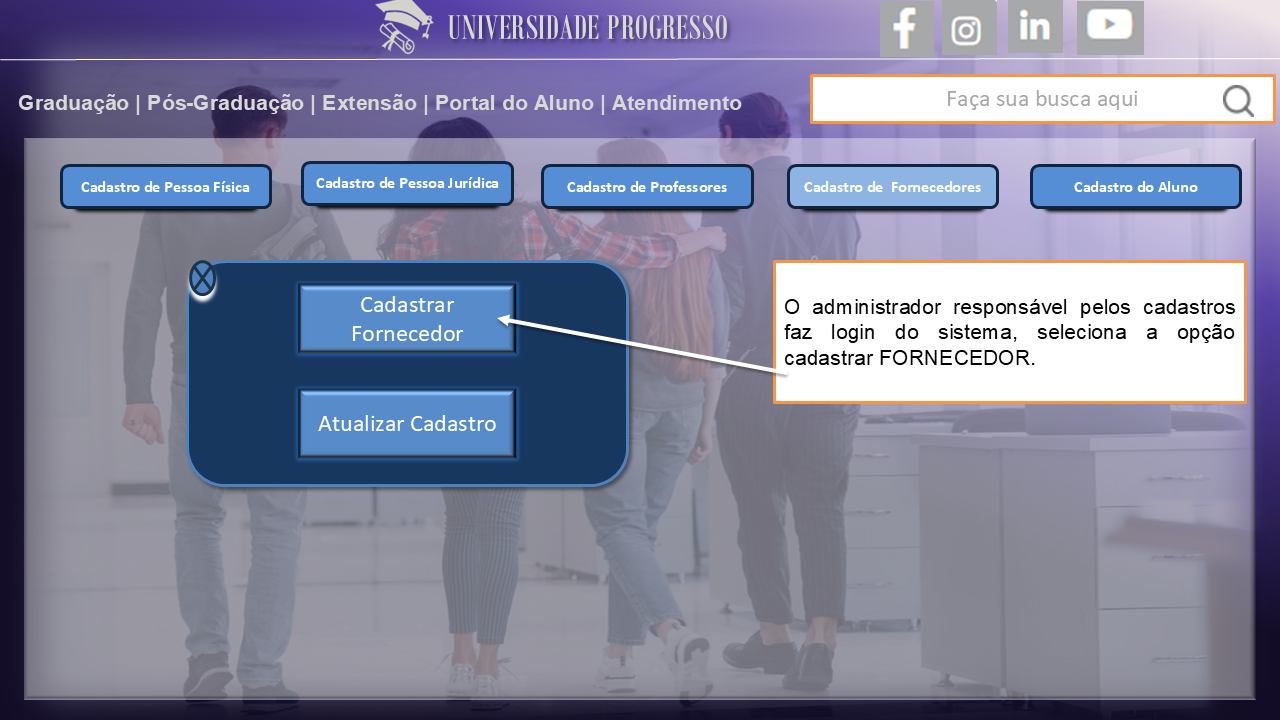 UNIVERSIDADE PROGRESSO
Graduação | Pós-Graduação | Extensão | Portal do Aluno | Atendimento
Faça sua busca aqui
Cadastro de Pessoa Física
Cadastro de Pessoa Jurídica
Cadastro de Professores
Cadastro de Fornecedores
Cadastro do Aluno
Cadastrar
Fornecedor
Atualizar Cadastro
O administrador responsável pelos cadastros
faz login do sistema, seleciona a opção
cadastrar FORNECEDOR.